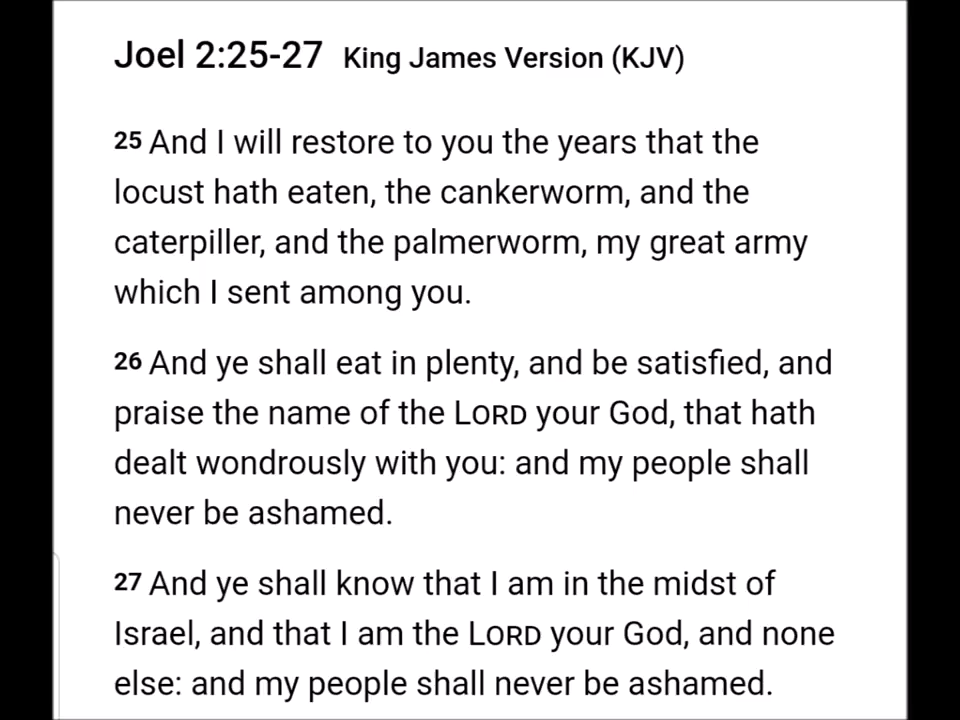 Joel 2:25-27 King James Version (KJV)
25 And I will restore to you the years that the
locust hath eaten, the cankerworm, and the
caterpiller, and the palmerworm, my great army
which I sent among you.
26 And ye shall eat in plenty, and be satisfied, and
praise the name of the LORD your God, that hath
dealt wondrously with you: and my people shall
never be ashamed.
27 And ye shall know that I am in the midst of
Israel, and that I am the LORD your God, and none
else: and my people shall never be ashamed.